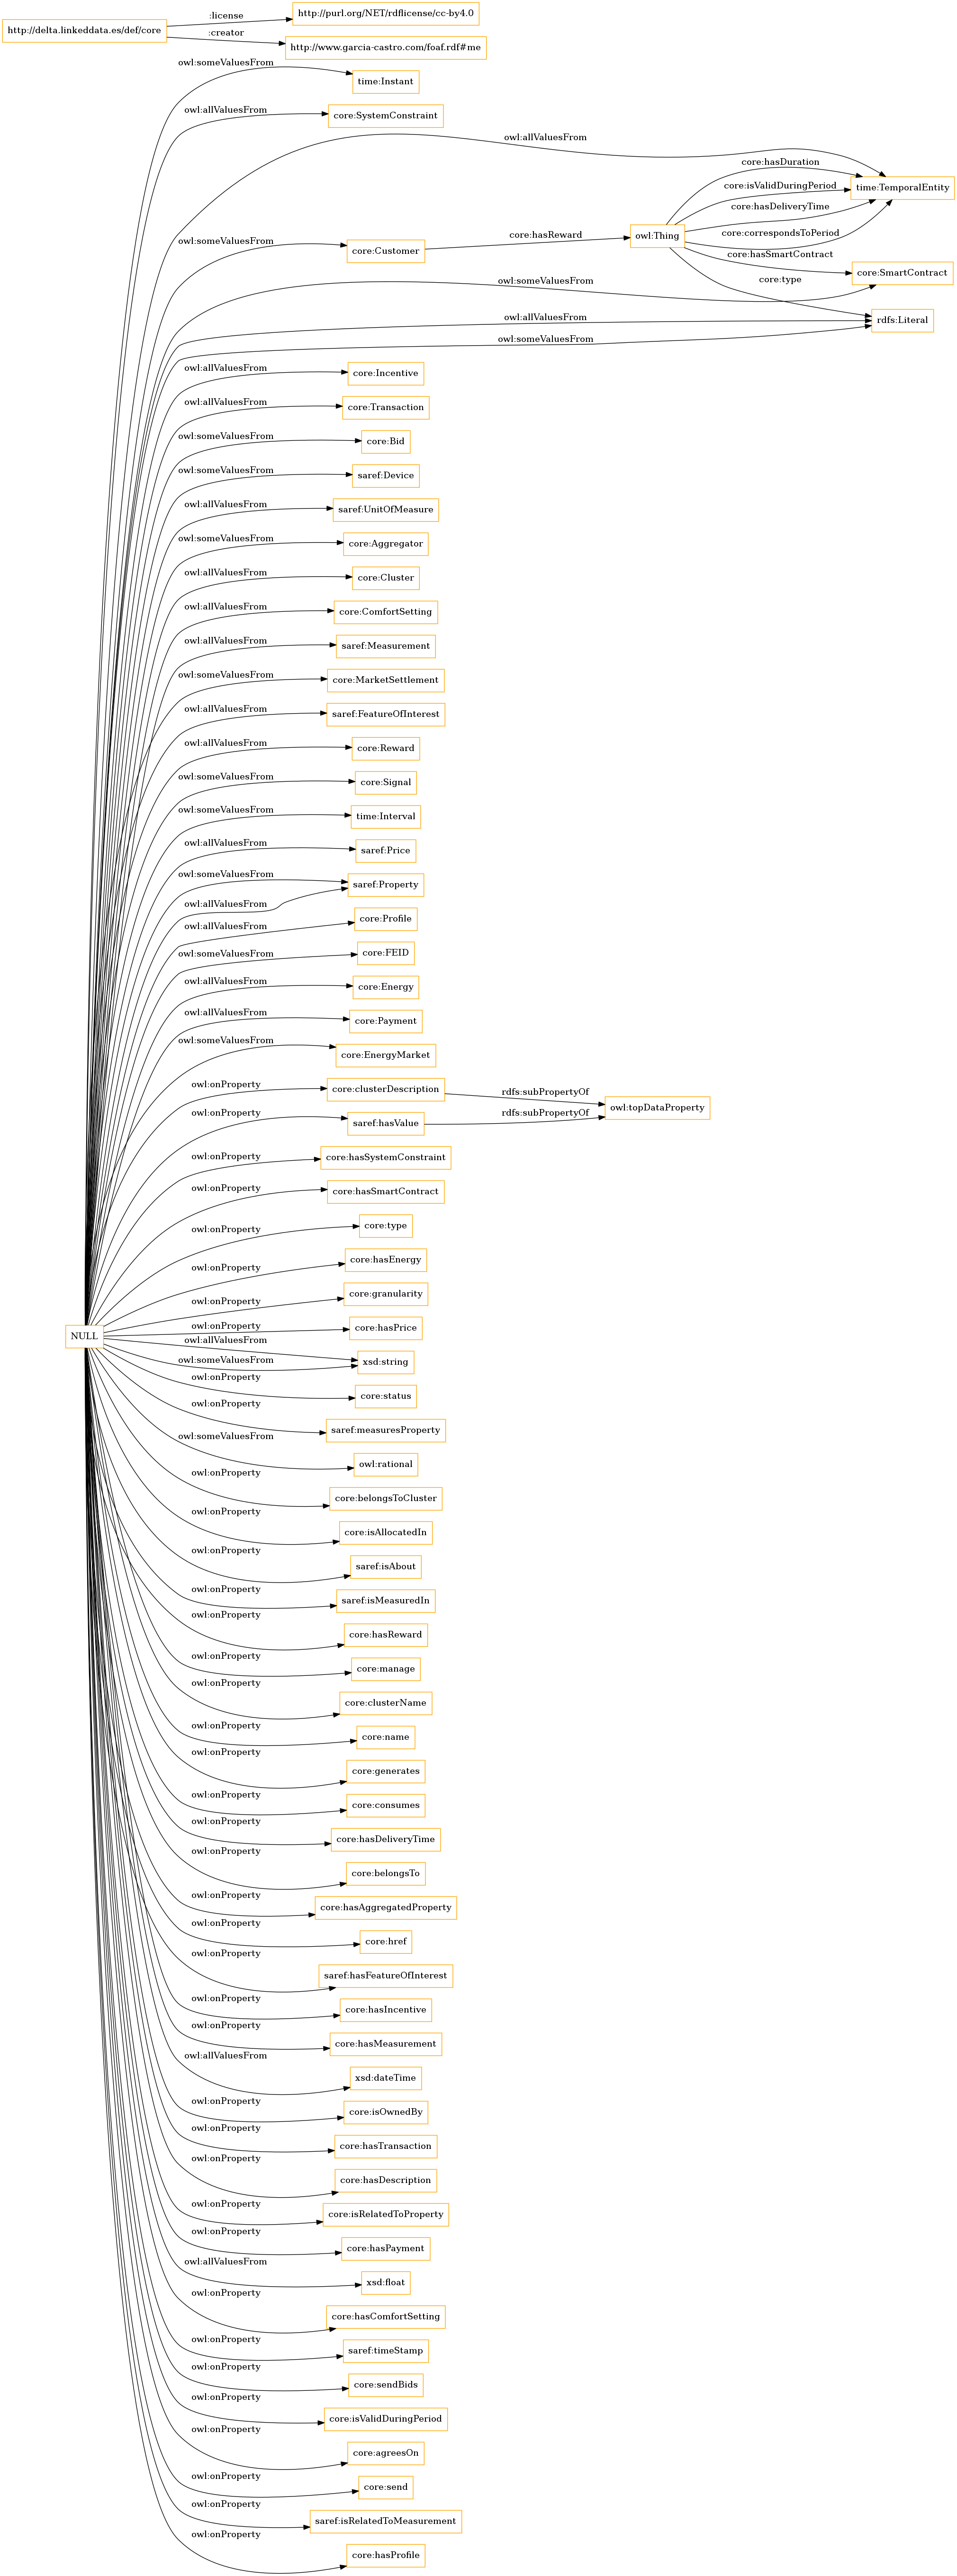 http://delta.linkeddata.es/def/core
:license
http://purl.org/NET/rdflicense/cc-by4.0
:creator
http://www.garcia-castro.com/foaf.rdf#me
owl:someValuesFrom
time:Instant
owl:allValuesFrom
core:SystemConstraint
owl:allValuesFrom
core:hasDuration
time:TemporalEntity
core:isValidDuringPeriod
core:hasDeliveryTime
core:correspondsToPeriod
owl:someValuesFrom
core:Customer
core:hasReward
owl:Thing
core:hasSmartContract
core:SmartContract
core:type
owl:someValuesFrom
owl:allValuesFrom
rdfs:Literal
owl:someValuesFrom
owl:allValuesFrom
core:Incentive
owl:allValuesFrom
core:Transaction
owl:someValuesFrom
core:Bid
owl:someValuesFrom
saref:Device
owl:allValuesFrom
saref:UnitOfMeasure
owl:someValuesFrom
core:Aggregator
owl:allValuesFrom
core:Cluster
owl:allValuesFrom
core:ComfortSetting
owl:allValuesFrom
saref:Measurement
owl:someValuesFrom
core:MarketSettlement
owl:allValuesFrom
saref:FeatureOfInterest
owl:allValuesFrom
core:Reward
owl:someValuesFrom
core:Signal
owl:someValuesFrom
time:Interval
owl:allValuesFrom
saref:Price
owl:someValuesFrom
saref:Property
owl:allValuesFrom
owl:allValuesFrom
core:Profile
owl:someValuesFrom
core:FEID
owl:allValuesFrom
core:Energy
owl:allValuesFrom
core:Payment
owl:someValuesFrom
core:EnergyMarket
owl:onProperty
core:clusterDescription
rdfs:subPropertyOf
owl:topDataProperty
owl:onProperty
saref:hasValue
rdfs:subPropertyOf
owl:onProperty
core:hasSystemConstraint
owl:onProperty
core:hasSmartContract
owl:onProperty
core:type
owl:onProperty
core:hasEnergy
owl:onProperty
core:granularity
NULL
owl:onProperty
core:hasPrice
owl:allValuesFrom
xsd:string
owl:someValuesFrom
owl:onProperty
core:status
owl:onProperty
saref:measuresProperty
owl:someValuesFrom
owl:rational
owl:onProperty
core:belongsToCluster
owl:onProperty
core:isAllocatedIn
owl:onProperty
saref:isAbout
owl:onProperty
saref:isMeasuredIn
owl:onProperty
core:hasReward
owl:onProperty
core:manage
owl:onProperty
core:clusterName
owl:onProperty
core:name
owl:onProperty
core:generates
owl:onProperty
core:consumes
owl:onProperty
core:hasDeliveryTime
owl:onProperty
core:belongsTo
owl:onProperty
core:hasAggregatedProperty
owl:onProperty
core:href
owl:onProperty
saref:hasFeatureOfInterest
owl:onProperty
core:hasIncentive
owl:onProperty
core:hasMeasurement
owl:allValuesFrom
xsd:dateTime
owl:onProperty
core:isOwnedBy
owl:onProperty
core:hasTransaction
owl:onProperty
core:hasDescription
owl:onProperty
core:isRelatedToProperty
owl:onProperty
core:hasPayment
owl:allValuesFrom
xsd:float
owl:onProperty
core:hasComfortSetting
owl:onProperty
saref:timeStamp
owl:onProperty
core:sendBids
owl:onProperty
core:isValidDuringPeriod
owl:onProperty
core:agreesOn
owl:onProperty
core:send
owl:onProperty
saref:isRelatedToMeasurement
owl:onProperty
core:hasProfile